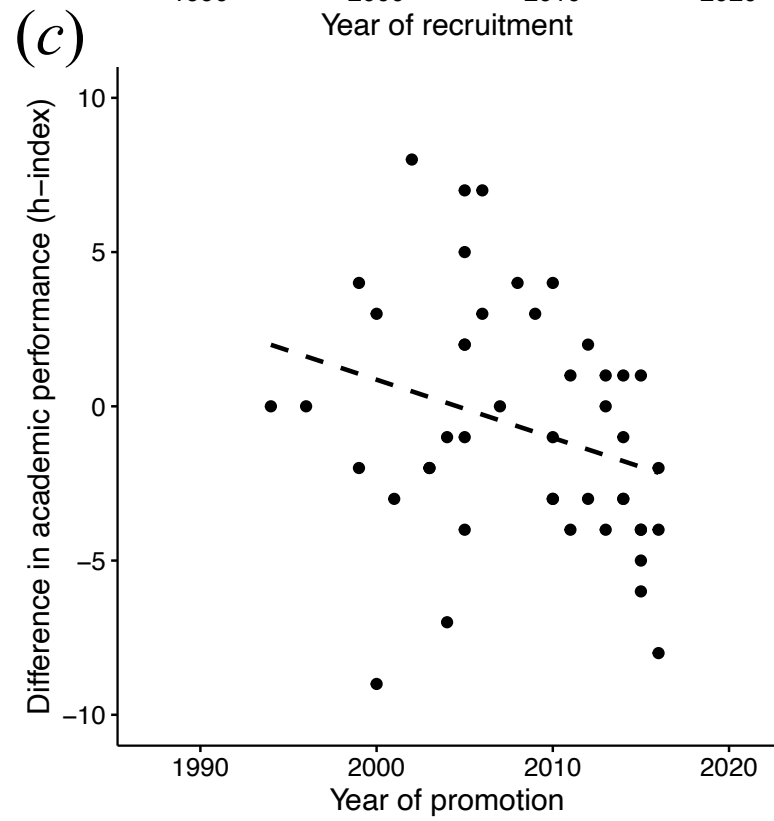 Year of recruitment
(c)
Difference in academic performance (h−index)
10
5
0
−5
−10
1990 2000 2010 2020
Year of promotion